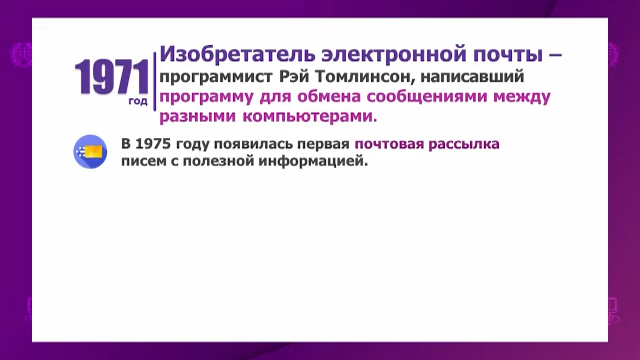 1971
год
Изобретатель электронной почты –
программист Рэй Томлинсон, написавший
программу для обмена сообщениями между
разными компьютерами.
В 1975 году появилась первая почтовая рассылка
писем с полезной информацией.